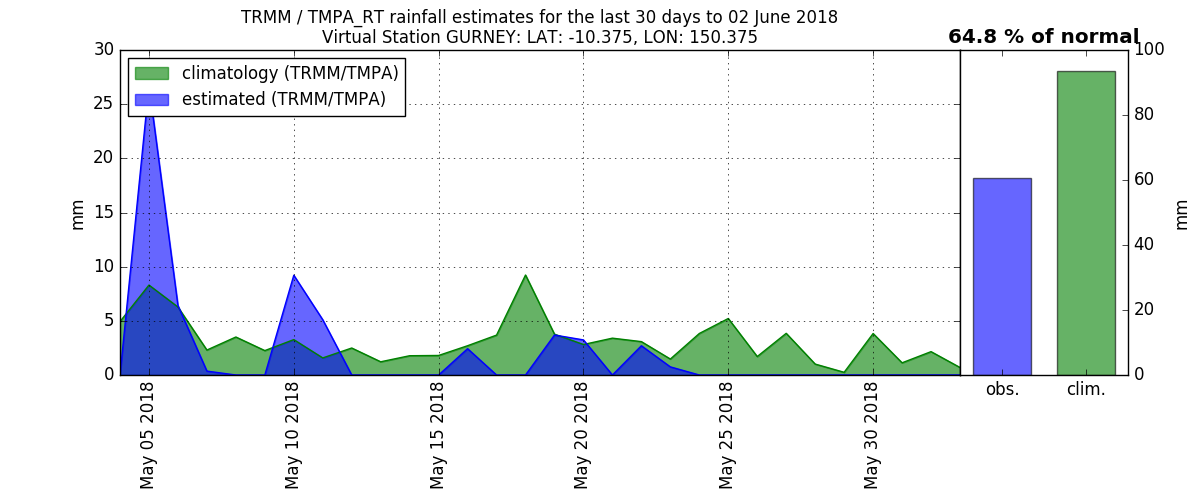 TRMM / TMPA_RT rainfall estimates for the last 30 days to 02 June 2018
Virtual Station GURNEY: LAT: -10.375, LON: 150.375
64.8 % of normal
climatology (TRMM/TMPA)
estimated (TRMM/TMPA)
30
25
20
15
10
5
0
mm
May 05 2018
May 10 2018
May 15 2018
May 20 2018
May 25 2018
May 30 2018
100
80
60
40
20
0
mm
obs.
clim.